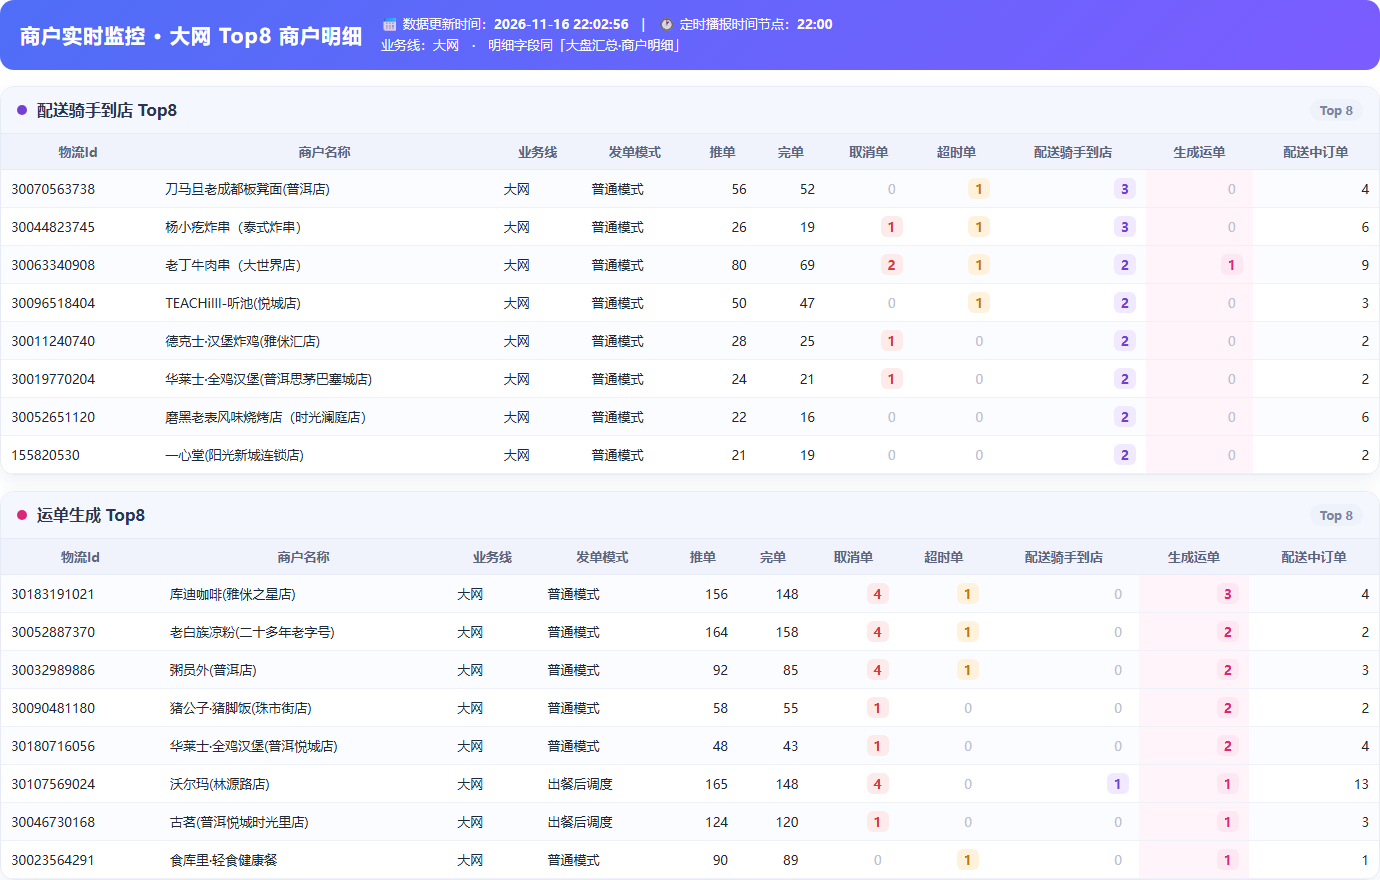 商户实时监控 • 大网 Top8 商户明细
数据更新时间：2026-11-16 22:02:56 | 定时播报时间节点：22:00
业务线：大网 · 明细字段同「大盘汇总·商户明细」
配送骑手到店 Top8 Top 8
物流Id 商户名称 业务线 发单模式 推单 完单 取消单 超时单 配送骑手到店 生成运单 配送中订单
30070563738 刀马旦老成都板凳面(普洱店) 大网 普通模式 56 52 0 1 3 0 4
30044823745 杨小疙炸串（泰式炸串） 大网 普通模式 26 19 1 1 3 0 6
30063340908 老丁牛肉串（大世界店） 大网 普通模式 80 69 2 1 2 1 9
30096518404 TEACHilll-听池(悦城店) 大网 普通模式 50 47 0 1 2 0 3
30011240740 德克士·汉堡炸鸡(雅侎汇店) 大网 普通模式 28 25 1 0 2 0 2
30019770204 华莱士·全鸡汉堡(普洱思茅巴塞城店) 大网 普通模式 24 21 1 0 2 0 2
30052651120 磨黑老表风味烧烤店（时光澜庭店） 大网 普通模式 22 16 0 0 2 0 6
155820530 一心堂(阳光新城连锁店) 大网 普通模式 21 19 0 0 2 0 2
运单生成 Top8 Top 8
物流Id 商户名称 业务线 发单模式 推单 完单 取消单 超时单 配送骑手到店 生成运单 配送中订单
30183191021 库迪咖啡(雅侎之星店) 大网 普通模式 156 148 4 1 0 3 4
30052887370 老白族凉粉(二十多年老字号) 大网 普通模式 164 158 4 1 0 2 2
30032989886 粥员外(普洱店) 大网 普通模式 92 85 4 1 0 2 3
30090481180 猪公子·猪脚饭(珠市街店) 大网 普通模式 58 55 1 0 0 2 2
30180716056 华莱士·全鸡汉堡(普洱悦城店) 大网 普通模式 48 43 1 0 0 2 4
30107569024 沃尔玛(林源路店) 大网 出餐后调度 165 148 4 0 1 1 13
30046730168 古茗(普洱悦城时光里店) 大网 出餐后调度 124 120 1 0 0 1 3
30023564291 食库里·轻食健康餐 大网 普通模式 90 89 0 1 0 1 1